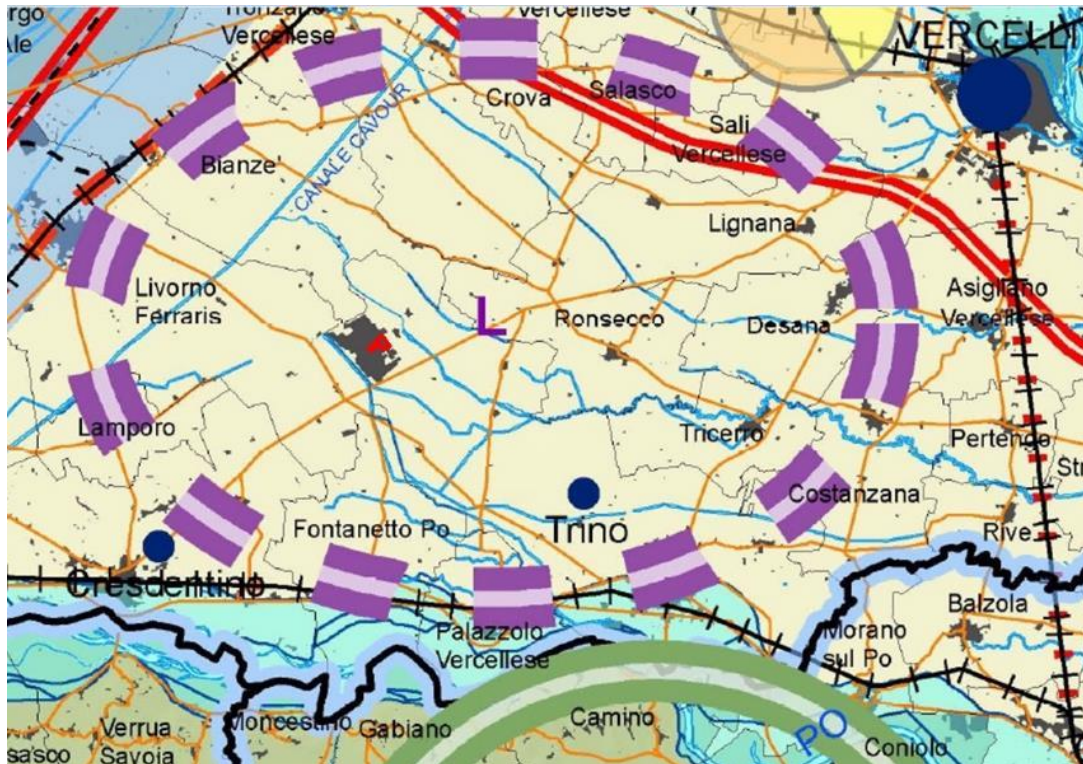 Tronzano
Vercellese
Vercellese
VERCELLI
Crova
Salasco
Sali
Vercellese
Bianze'
CANALE CAVOUR
Lignana
Livorno
Ferraris
L
Ronsecco
Desana
Asigliano
Vercellese
Lamporo
Tricerro
Pertengo
Costanzana
Fontanetto Po
Trino
Rive
Crescentino
Balzola
Palazzolo
Vercellese
Morano
sul Po
Moncestino
Gabiano
Camino
PO
Coniolo
Verrua
Savoia